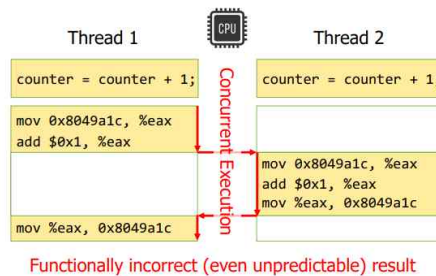 Thread 1
CPU
Thread 2
counter = counter + 1;
counter = counter + 1
Concurrent Execution
mov 0x8049a1c, %eax
add $0x1, %eax
mov 0x8049a1c, %eax
add $0x1, %eax
mov %eax, 0x8049a1c
mov %eax, 0x8049a1c
Functionally incorrect (even unpredictable) result